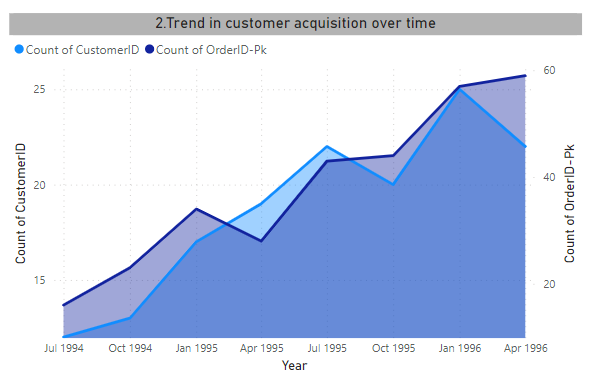 2.Trend in customer acquisition over time
Count of CustomerID Count of OrderID-Pk
25
20
15
Count of CustomerID
60
40
20
Count of OrderID-Pk
Jul 1994 Oct 1994 Jan 1995 Apr 1995 Jul 1995 Oct 1995 Jan 1996 Apr 1996
Year